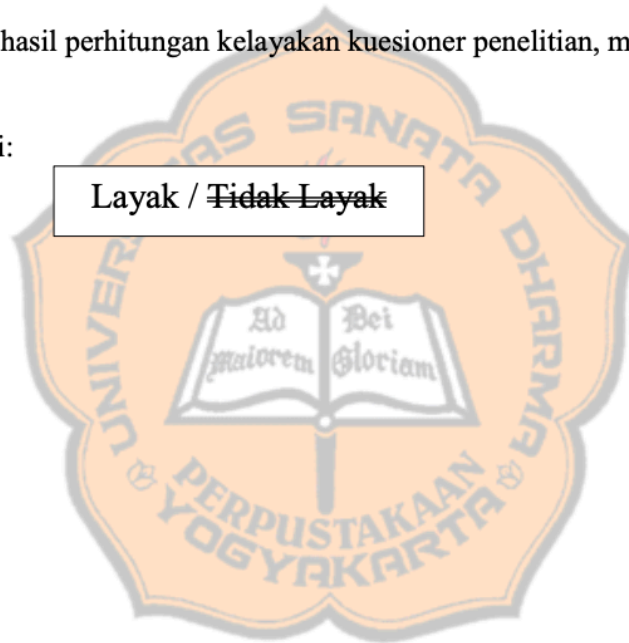 hasil perhitungan kelayakan kuesioner penelitian, m
i:
Layak / Tidak Layak
UNIVERSITAS SANATA DHARMA
Ad Maiorem
Dei Gloriam
PERPUSTAKAAN
YOGYAKARTA